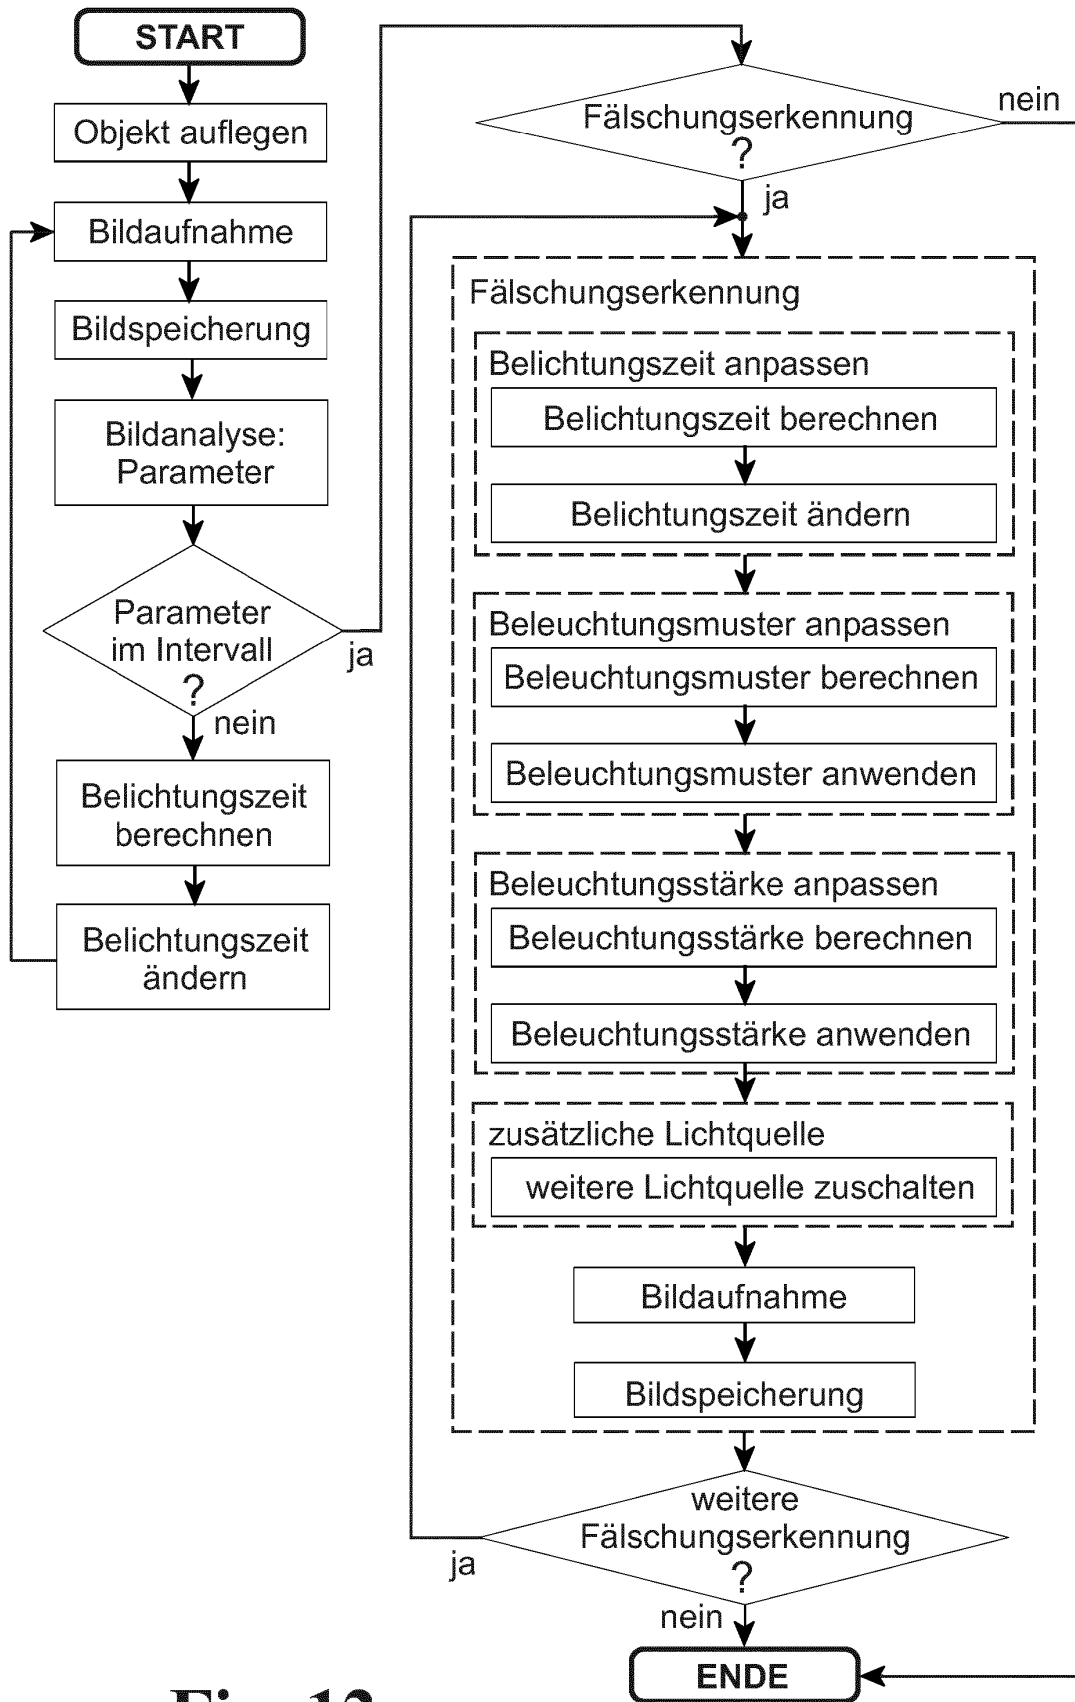 START
Objekt auflegen
Bildaufnahme
Bildspeicherung
Bildanalyse:
Parameter
Parameter
im Intervall
?
ja
nein
Belichtungszeit
berechnen
Belichtungszeit
ändern
Fälschungserkennung
?
nein
ja
Fälschungserkennung
Belichtungszeit anpassen
Belichtungszeit berechnen
Belichtungszeit ändern
Beleuchtungsmuster anpassen
Beleuchtungsmuster berechnen
Beleuchtungsmuster anwenden
Beleuchtungsstärke anpassen
Beleuchtungsstärke berechnen
Beleuchtungsstärke anwenden
zusätzliche Lichtquelle
weitere Lichtquelle zuschalten
Bildaufnahme
Bildspeicherung
weitere
Fälschungserkennung
?
ja
nein
ENDE